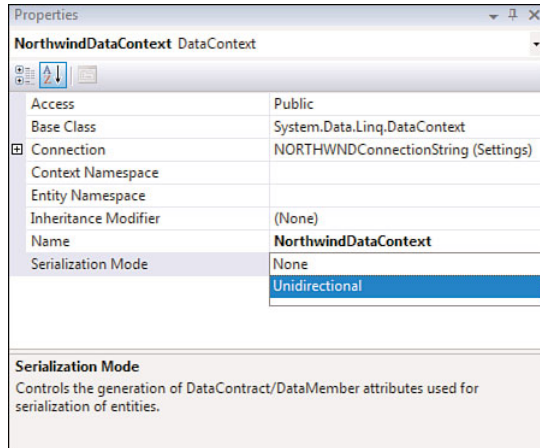 Properties
NorthwindDataContext DataContext
Access Public
Base Class System.Data.Linq.DataContext
Connection NORTHWNDConnectionString (Settings)
Context Namespace
Entity Namespace
Inheritance Modifier (None)
Name NorthwindDataContext
Serialization Mode None
Unidirectional
Serialization Mode
Controls the generation of DataContract/DataMember attributes used for
serialization of entities.